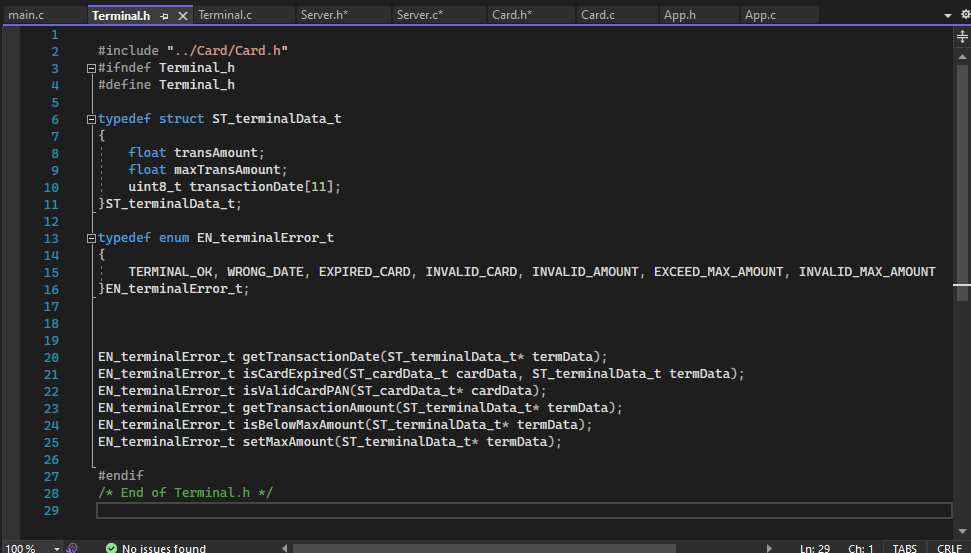 main.c Terminal.h Terminal.c Server.h* Server.c* Card.h* Card.c App.h App.c
1
2 #include "../Card/Card.h"
3 #ifndef Terminal_h
4 #define Terminal_h
5
6 typedef struct ST_terminalData_t
7 {
8 float transAmount;
9 float maxTransAmount;
10 uint8_t transactionDate[11];
11 }ST_terminalData_t;
12
13 typedef enum EN_terminalError_t
14 {
15 TERMINAL_OK, WRONG_DATE, EXPIRED_CARD, INVALID_CARD, INVALID_AMOUNT, EXCEED_MAX_AMOUNT, INVALID_MAX_AMOUNT
16 }EN_terminalError_t;
17
18
19
20 EN_terminalError_t getTransactionDate(ST_terminalData_t* termData);
21 EN_terminalError_t isCardExpired(ST_cardData_t cardData, ST_terminalData_t termData);
22 EN_terminalError_t isValidCardPAN(ST_cardData_t* cardData);
23 EN_terminalError_t getTransactionAmount(ST_terminalData_t* termData);
24 EN_terminalError_t isBelowMaxAmount(ST_terminalData_t* termData);
25 EN_terminalError_t setMaxAmount(ST_terminalData_t* termData);
26
27 #endif
28 /* End of Terminal.h */
29
100 % No issues found Ln: 29 Ch: 1 TABS CRLF